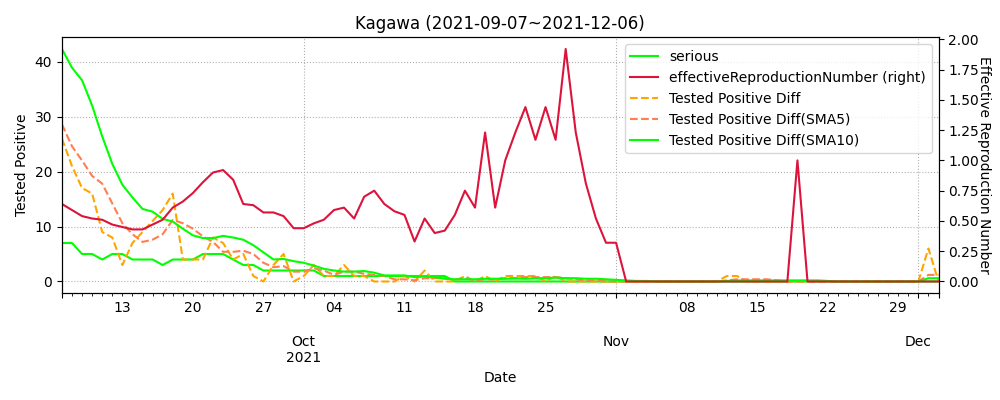 Kagawa (2021-09-07~2021-12-06)
serious
effectiveReproductionNumber (right)
Tested Positive Diff
Tested Positive Diff(SMA5)
Tested Positive Diff(SMA10)
Tested Positive
40
30
20
10
0
2.00
1.75
1.50
1.25
1.00
0.75
0.50
0.25
0.00
Effective Reproduction Number
13 20 27 04 11 18 25 08 15 22 29
Oct Nov Dec
2021
Date